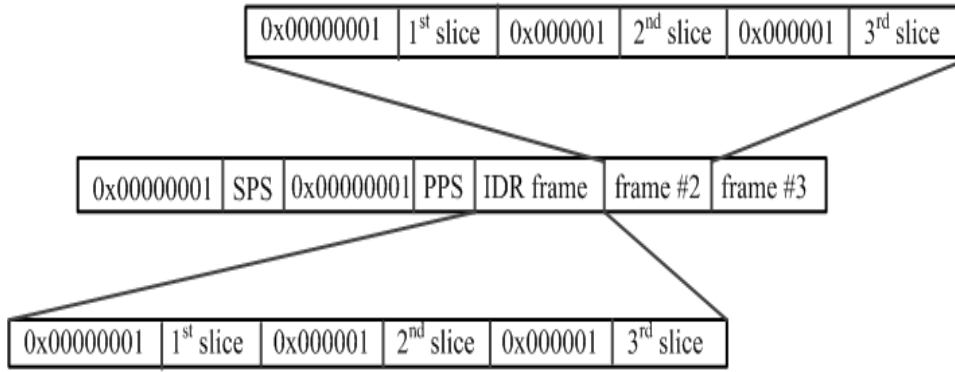 0x00000001 1st slice 0x000001 2nd slice 0x000001 3rd slice
0x00000001 SPS 0x00000001 PPS IDR frame frame #2 frame #3
0x00000001 1st slice 0x000001 2nd slice 0x000001 3rd slice